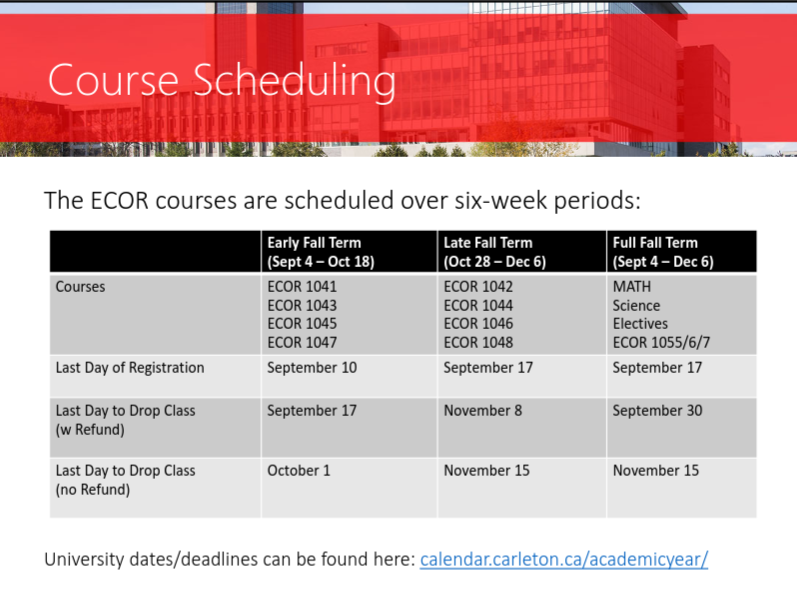 Course Scheduling
The ECOR courses are scheduled over six-week periods:
Early Fall Term
(Sept 4 – Oct 18)
Late Fall Term
(Oct 28 – Dec 6)
Full Fall Term
(Sept 4 – Dec 6)
Courses
ECOR 1041
ECOR 1043
ECOR 1045
ECOR 1047
ECOR 1042
ECOR 1044
ECOR 1046
ECOR 1048
MATH
Science
Electives
ECOR 1055/6/7
Last Day of Registration
September 10
September 17
September 17
Last Day to Drop Class
(w Refund)
September 17
November 8
September 30
Last Day to Drop Class
(no Refund)
October 1
November 15
November 15
University dates/deadlines can be found here: calendar.carleton.ca/academicyear/